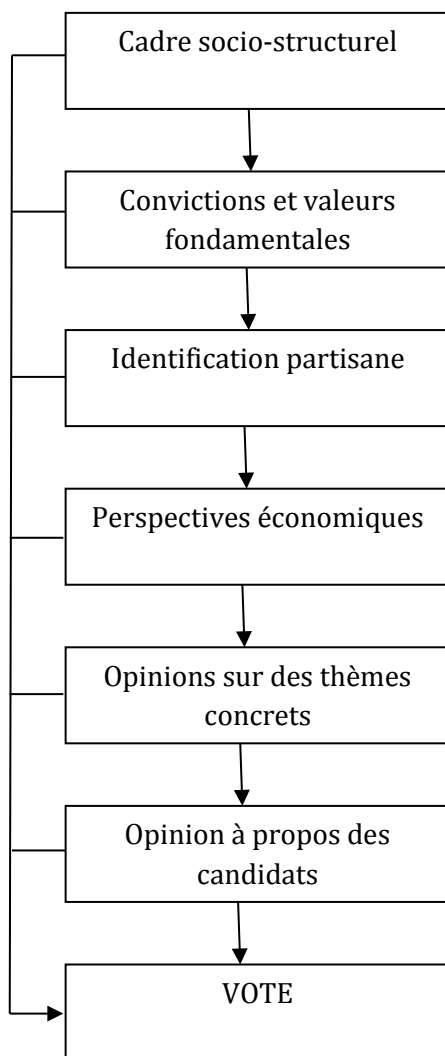 Cadre socio-structurel
Convictions et valeurs
fondamentales
Identification partisane
Perspectives économiques
Opinions sur des thèmes
concrets
Opinion à propos des
candidats
VOTE